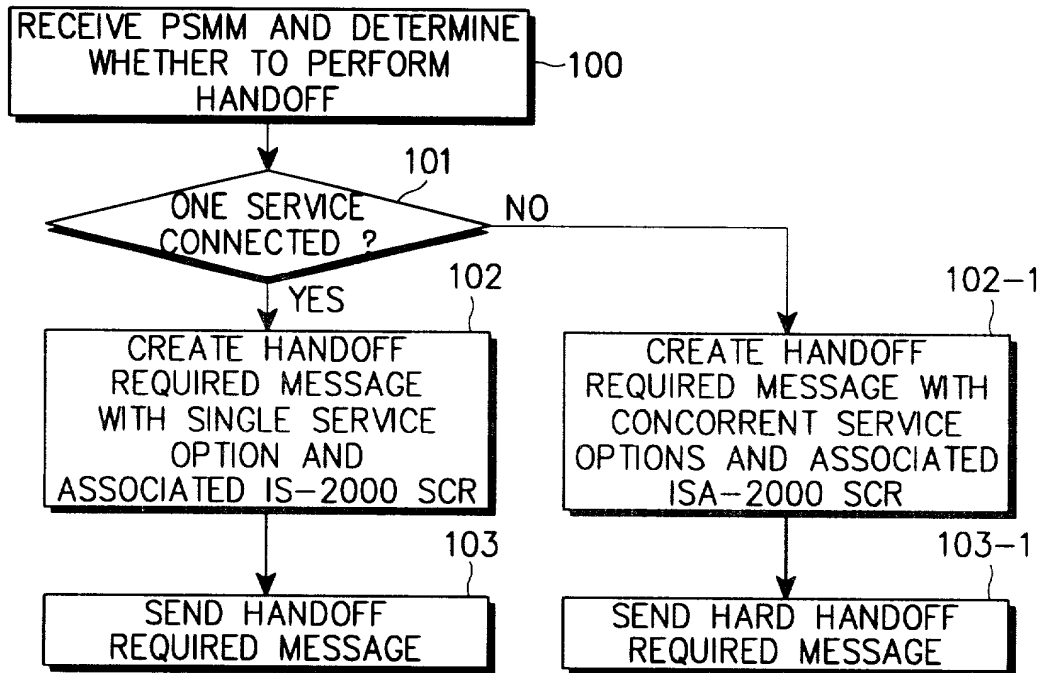 RECEIVE PSMM AND DETERMINE
WHETHER TO PERFORM
HANDOFF
100
101
ONE SERVICE
CONNECTED ?
NO
YES
102
CREATE HANDOFF
REQUIRED MESSAGE
WITH SINGLE SERVICE
OPTION AND
ASSOCIATED IS-2000 SCR
102-1
CREATE HANDOFF
REQUIRED MESSAGE WITH
CONCORRENT SERVICE
OPTIONS AND ASSOCIATED
ISA-2000 SCR
103
SEND HANDOFF
REQUIRED MESSAGE
103-1
SEND HARD HANDOFF
REQUIRED MESSAGE